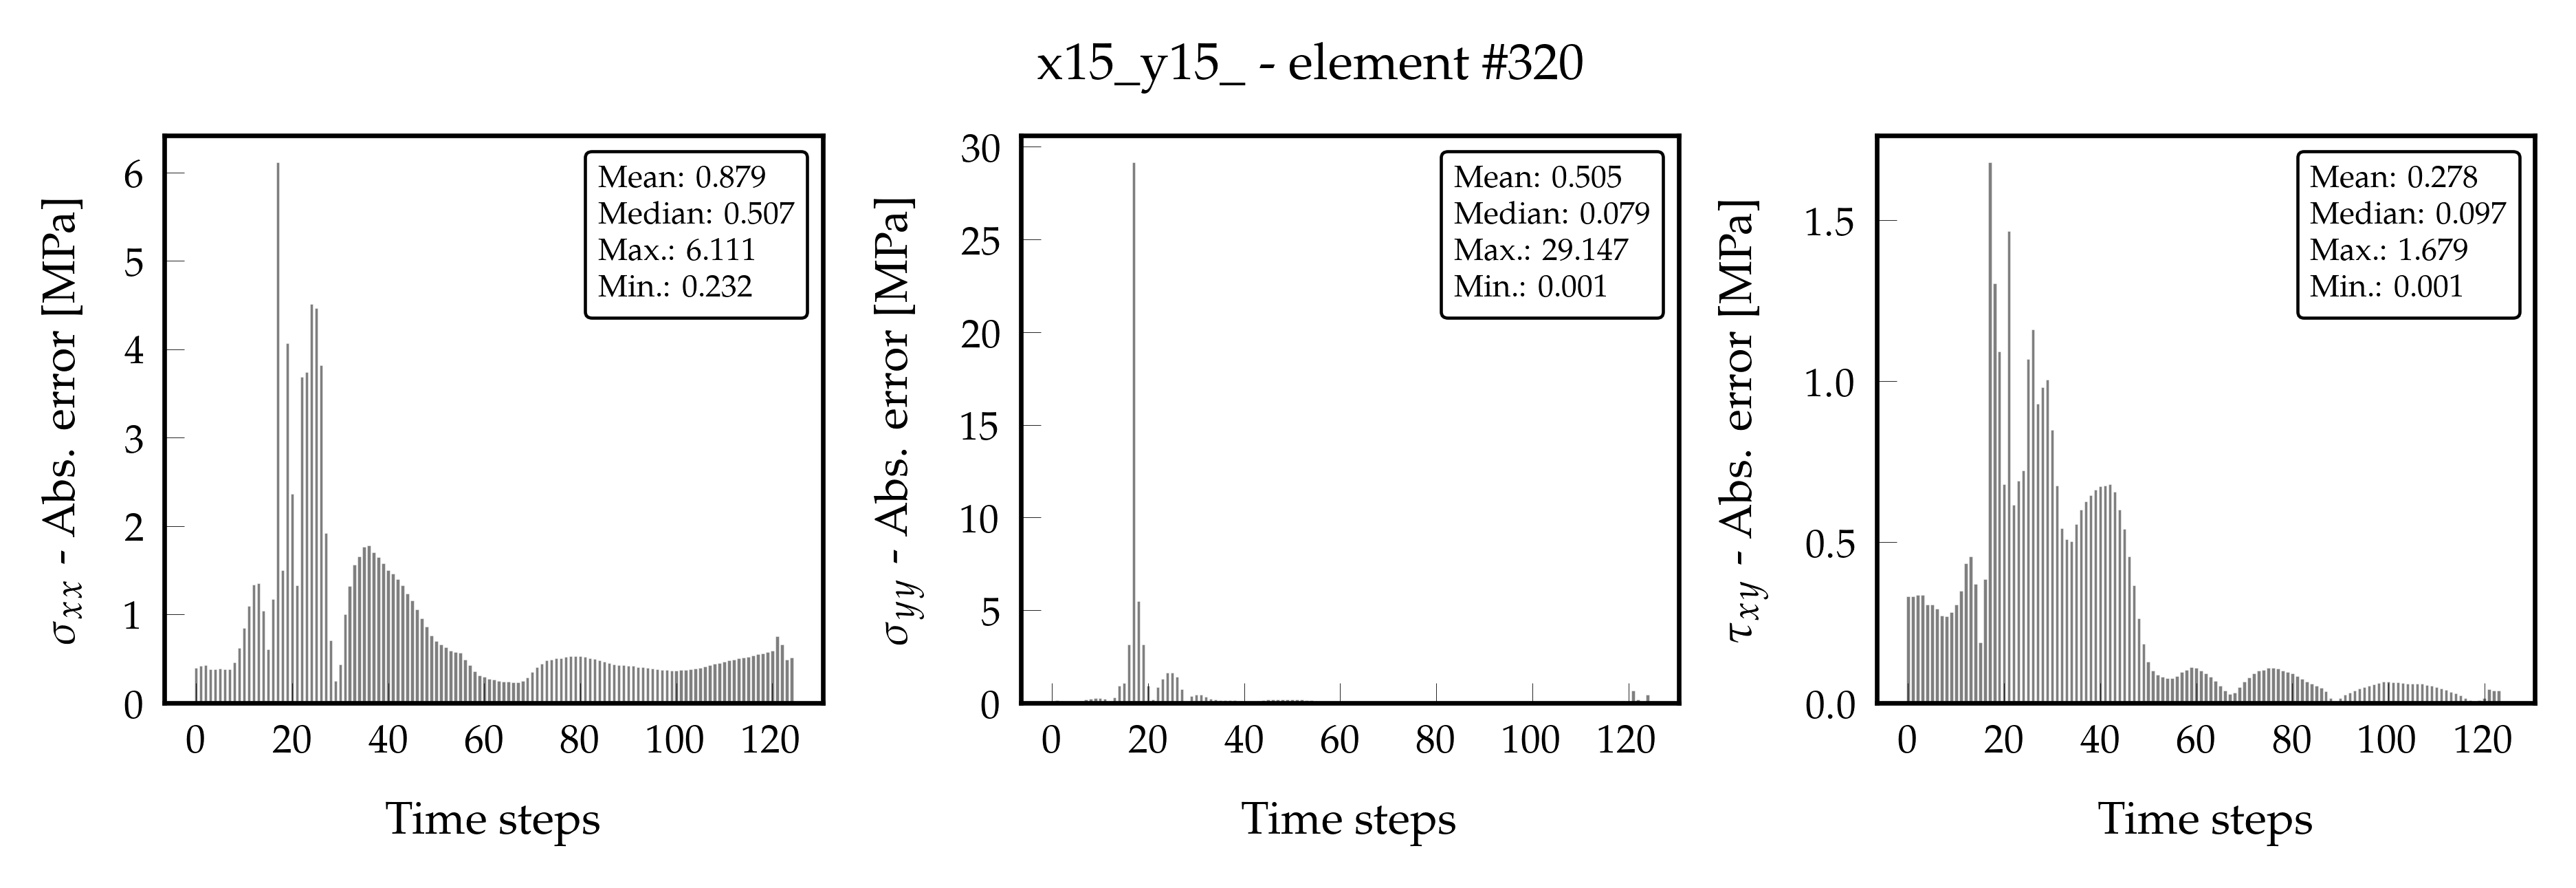 x15_y15_ - element #320
σxx - Abs. error [MPa]
6
5
4
3
2
1
0
0 20 40 60 80 100 120
Time steps
Mean: 0.879
Median: 0.507
Max.: 6.111
Min.: 0.232
σyy - Abs. error [MPa]
30
25
20
15
10
5
0
0 20 40 60 80 100 120
Time steps
Mean: 0.505
Median: 0.079
Max.: 29.147
Min.: 0.001
τxy - Abs. error [MPa]
1.5
1.0
0.5
0.0
0 20 40 60 80 100 120
Time steps
Mean: 0.278
Median: 0.097
Max.: 1.679
Min.: 0.001